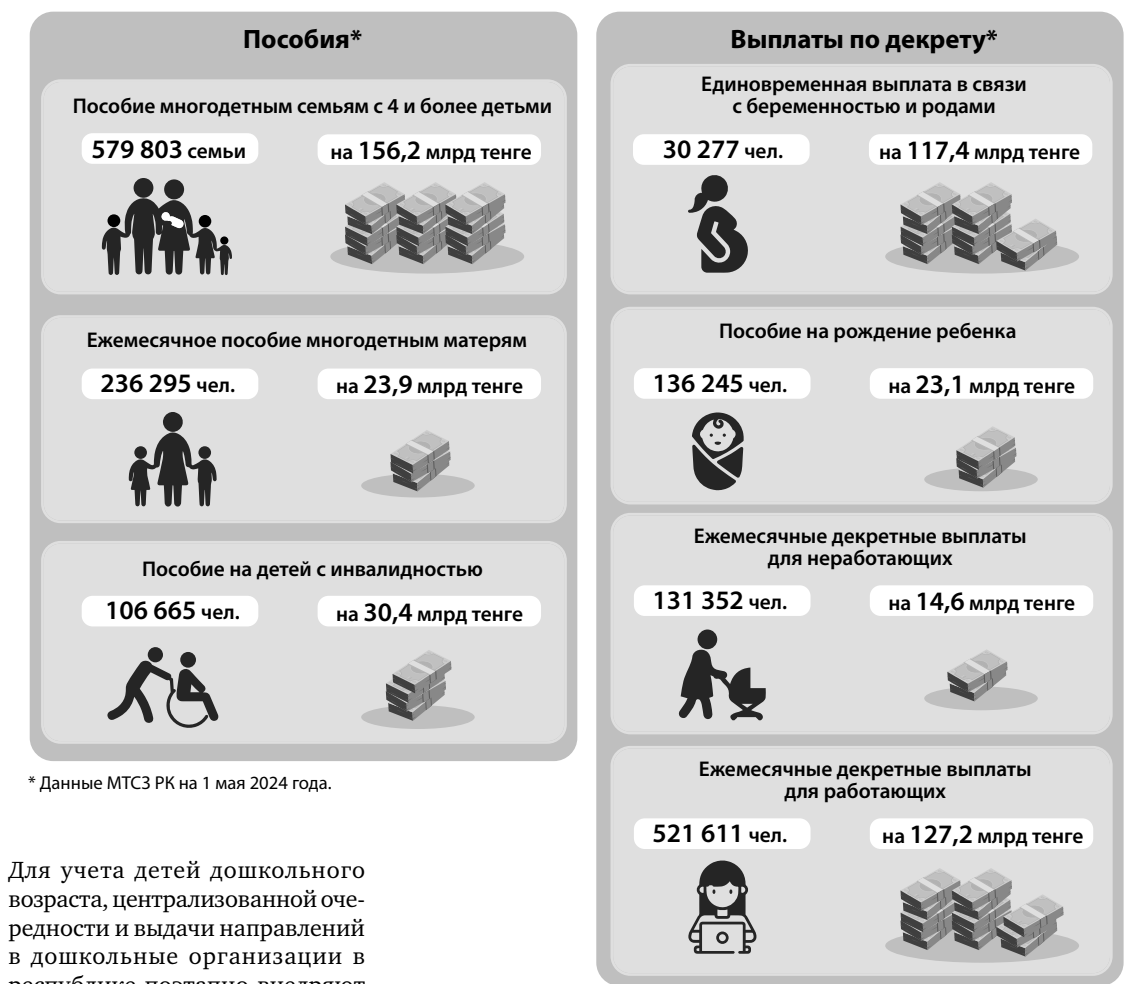 Пособия*
Пособие многодетным семьям с 4 и более детьми
579 803 семьи
на 156,2 млрд тенге
Ежемесячное пособие многодетным матерям
236 295 чел.
на 23,9 млрд тенге
Пособие на детей с инвалидностью
106 665 чел.
на 30,4 млрд тенге
* Данные МТСЗ РК на 1 мая 2024 года.
Для учета детей дошкольного
возраста, централизованной оче-
редности и выдачи направлений
в дошкольные организации в
республике поэтапно внедряют
Выплаты по декрету*
Единовременная выплата в связи
с беременностью и родами
30 277 чел.
на 117,4 млрд тенге
Пособие на рождение ребенка
136 245 чел.
на 23,1 млрд тенге
Ежемесячные декретные выплаты
для неработающих
131 352 чел.
на 14,6 млрд тенге
Ежемесячные декретные выплаты
для работающих
521 611 чел.
на 127,2 млрд тенге